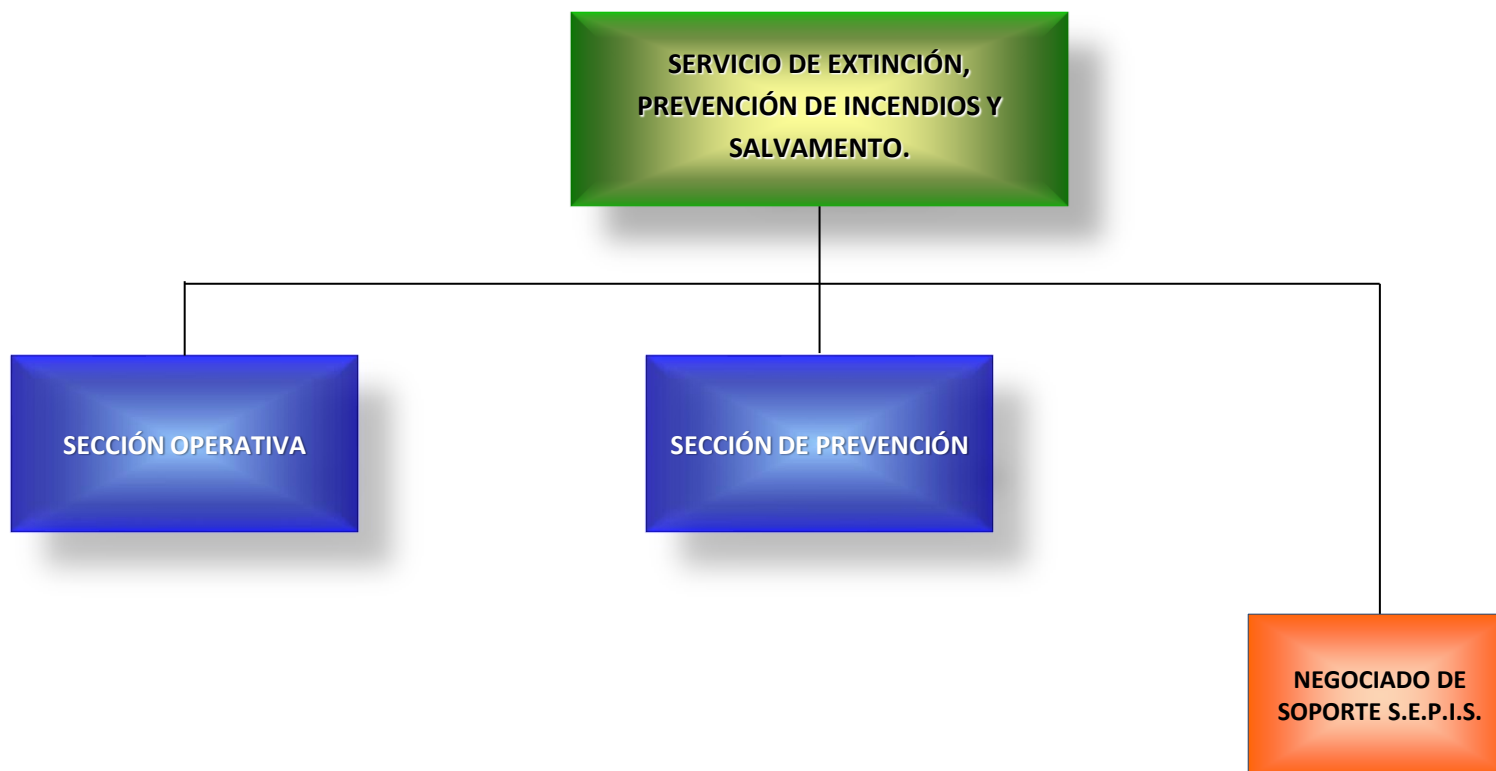 SERVICIO DE EXTINCIÓN,
PREVENCIÓN DE INCENDIOS Y
SALVAMENTO.
SECCIÓN OPERATIVA
SECCIÓN DE PREVENCIÓN
NEGOCIADO DE
SOPORTE S.E.P.I.S.